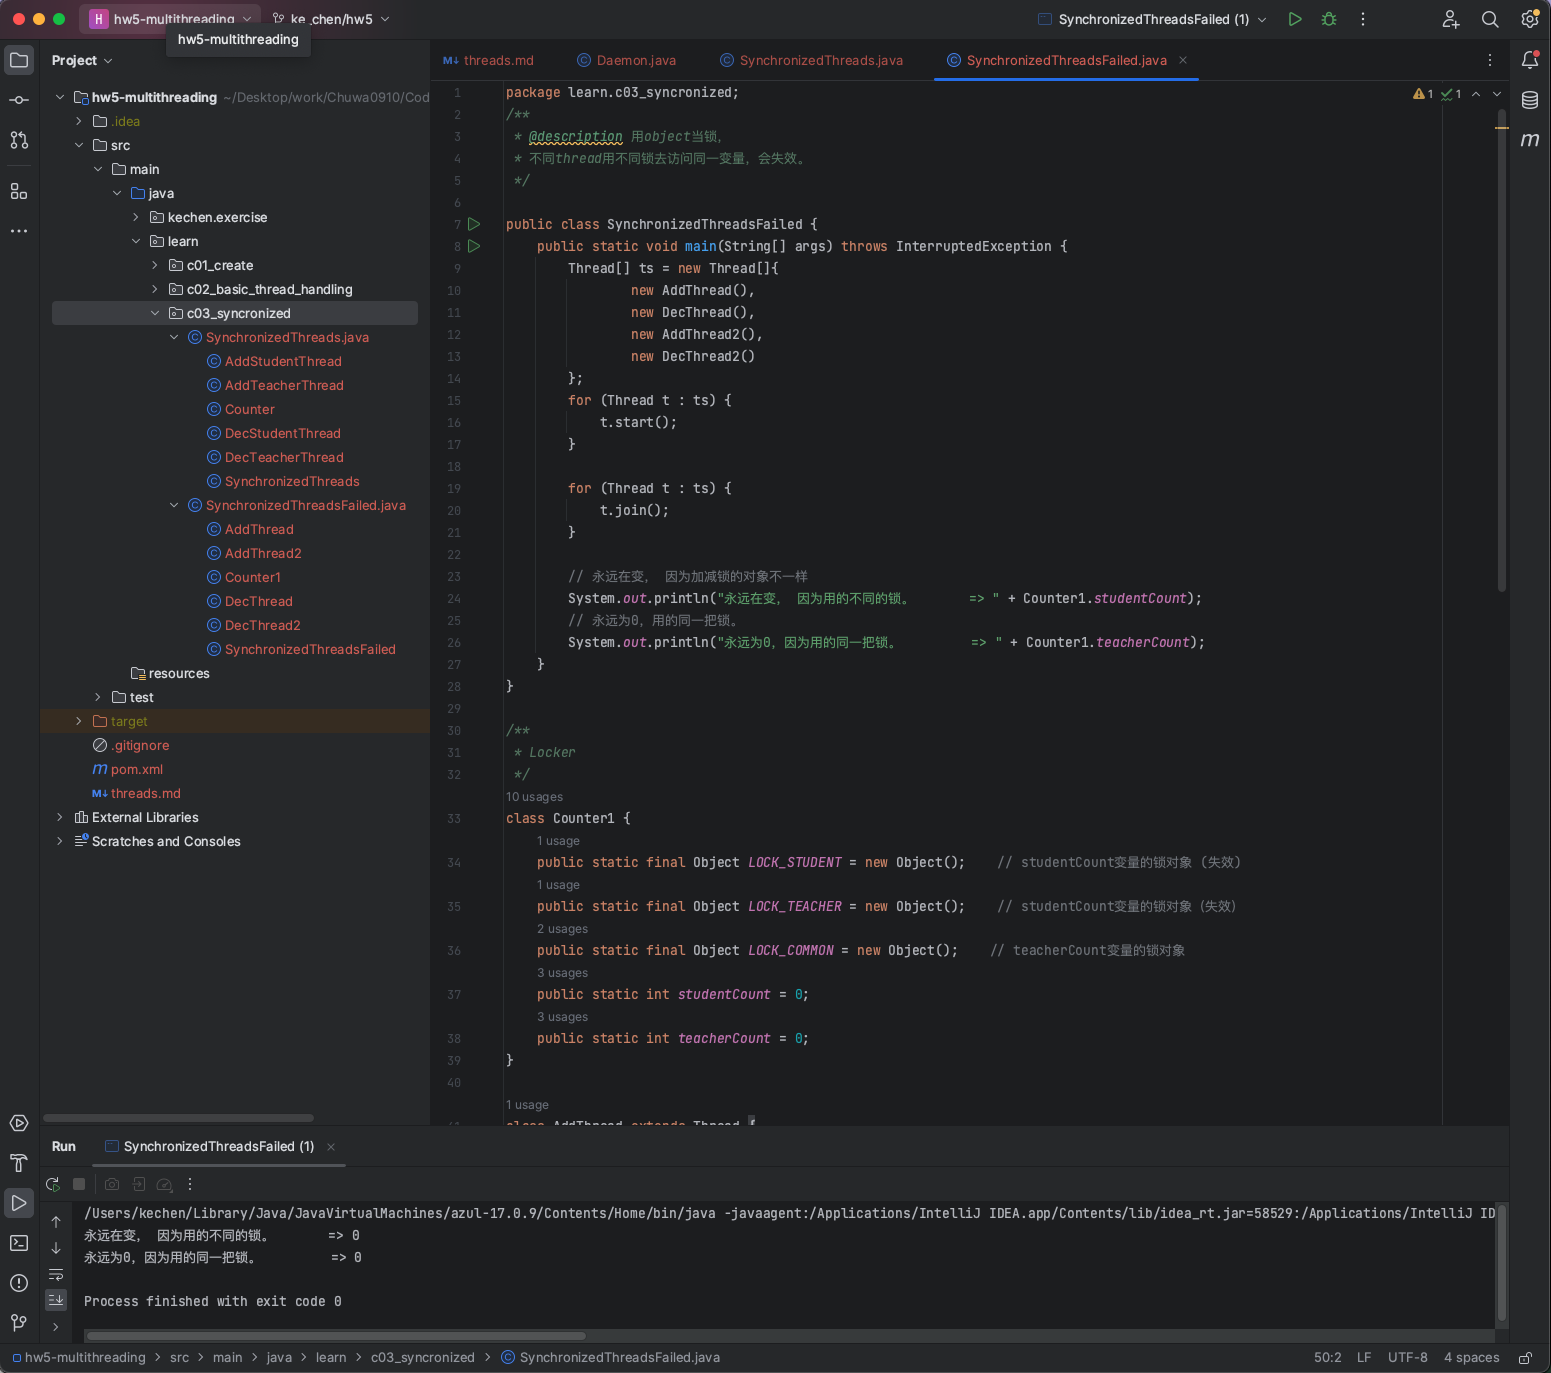 H hw5-multithreading
ke_chen/hw5
SynchronizedThreadsFailed (1)
hw5-multithreading
Project
threads.md
Daemon.java
SynchronizedThreads.java
SynchronizedThreadsFailed.java
hw5-multithreading ~/Desktop/work/Chuwa0910/Cod
.idea
src
main
java
kechen.exercise
learn
c01_create
c02_basic_thread_handling
c03_syncronized
SynchronizedThreads.java
AddStudentThread
AddTeacherThread
Counter
DecStudentThread
DecTeacherThread
SynchronizedThreads
SynchronizedThreadsFailed.java
AddThread
AddThread2
Counter1
DecThread
DecThread2
SynchronizedThreadsFailed
resources
test
target
.gitignore
pom.xml
threads.md
External Libraries
Scratches and Consoles
1 package learn.c03_syncronized;
1 1
2 /**
3 * @description 用object当锁，
4 * 不同thread用不同锁去访问同一变量，会失效。
5 */
6
7 public class SynchronizedThreadsFailed {
8 public static void main(String[] args) throws InterruptedException {
9 Thread[] ts = new Thread[]{
10 new AddThread(),
11 new DecThread(),
12 new AddThread2(),
13 new DecThread2()
14 };
15 for (Thread t : ts) {
16 t.start();
17 }
18
19 for (Thread t : ts) {
20 t.join();
21 }
22
23 // 永远在变， 因为加减锁的对象不一样
24 System.out.println("永远在变， 因为用的不同的锁。 => " + Counter1.studentCount);
25 // 永远为0，用的同一把锁。
26 System.out.println("永远为0，因为用的同一把锁。 => " + Counter1.teacherCount);
27 }
28 }
29
30 /**
31 * Locker
32 */
10 usages
33 class Counter1 {
1 usage
34 public static final Object LOCK_STUDENT = new Object(); // studentCount变量的锁对象（失效）
1 usage
35 public static final Object LOCK_TEACHER = new Object(); // studentCount变量的锁对象（失效）
2 usages
36 public static final Object LOCK_COMMON = new Object(); // teacherCount变量的锁对象
3 usages
37 public static int studentCount = 0;
3 usages
38 public static int teacherCount = 0;
39 }
40
1 usage
41 class AddThread extends Thread {
Run
SynchronizedThreadsFailed (1)
/Users/kechen/Library/Java/JavaVirtualMachines/azul-17.0.9/Contents/Home/bin/java -javaagent:/Applications/IntelliJ IDEA.app/Contents/lib/idea_rt.jar=58529:/Applications/IntelliJ ID
永远在变， 因为用的不同的锁。 => 0
永远为0，因为用的同一把锁。 => 0
Process finished with exit code 0
hw5-multithreading > src > main > java > learn > c03_syncronized > SynchronizedThreadsFailed.java
50:2 LF UTF-8 4 spaces